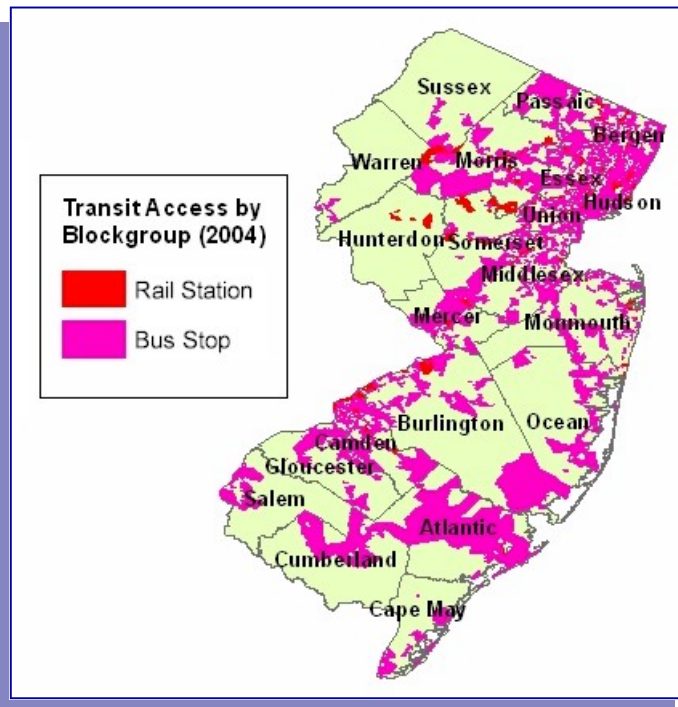 Sussex
Passaic
Bergen
Warren
Morris
Essex
Hudson
Union
Hunterdon
Somerset
Middlesex
Mercer
Monmouth
Transit Access by
Blockgroup (2004)
Rail Station
Bus Stop
Burlington
Ocean
Camden
Gloucester
Salem
Atlantic
Cumberland
Cape May